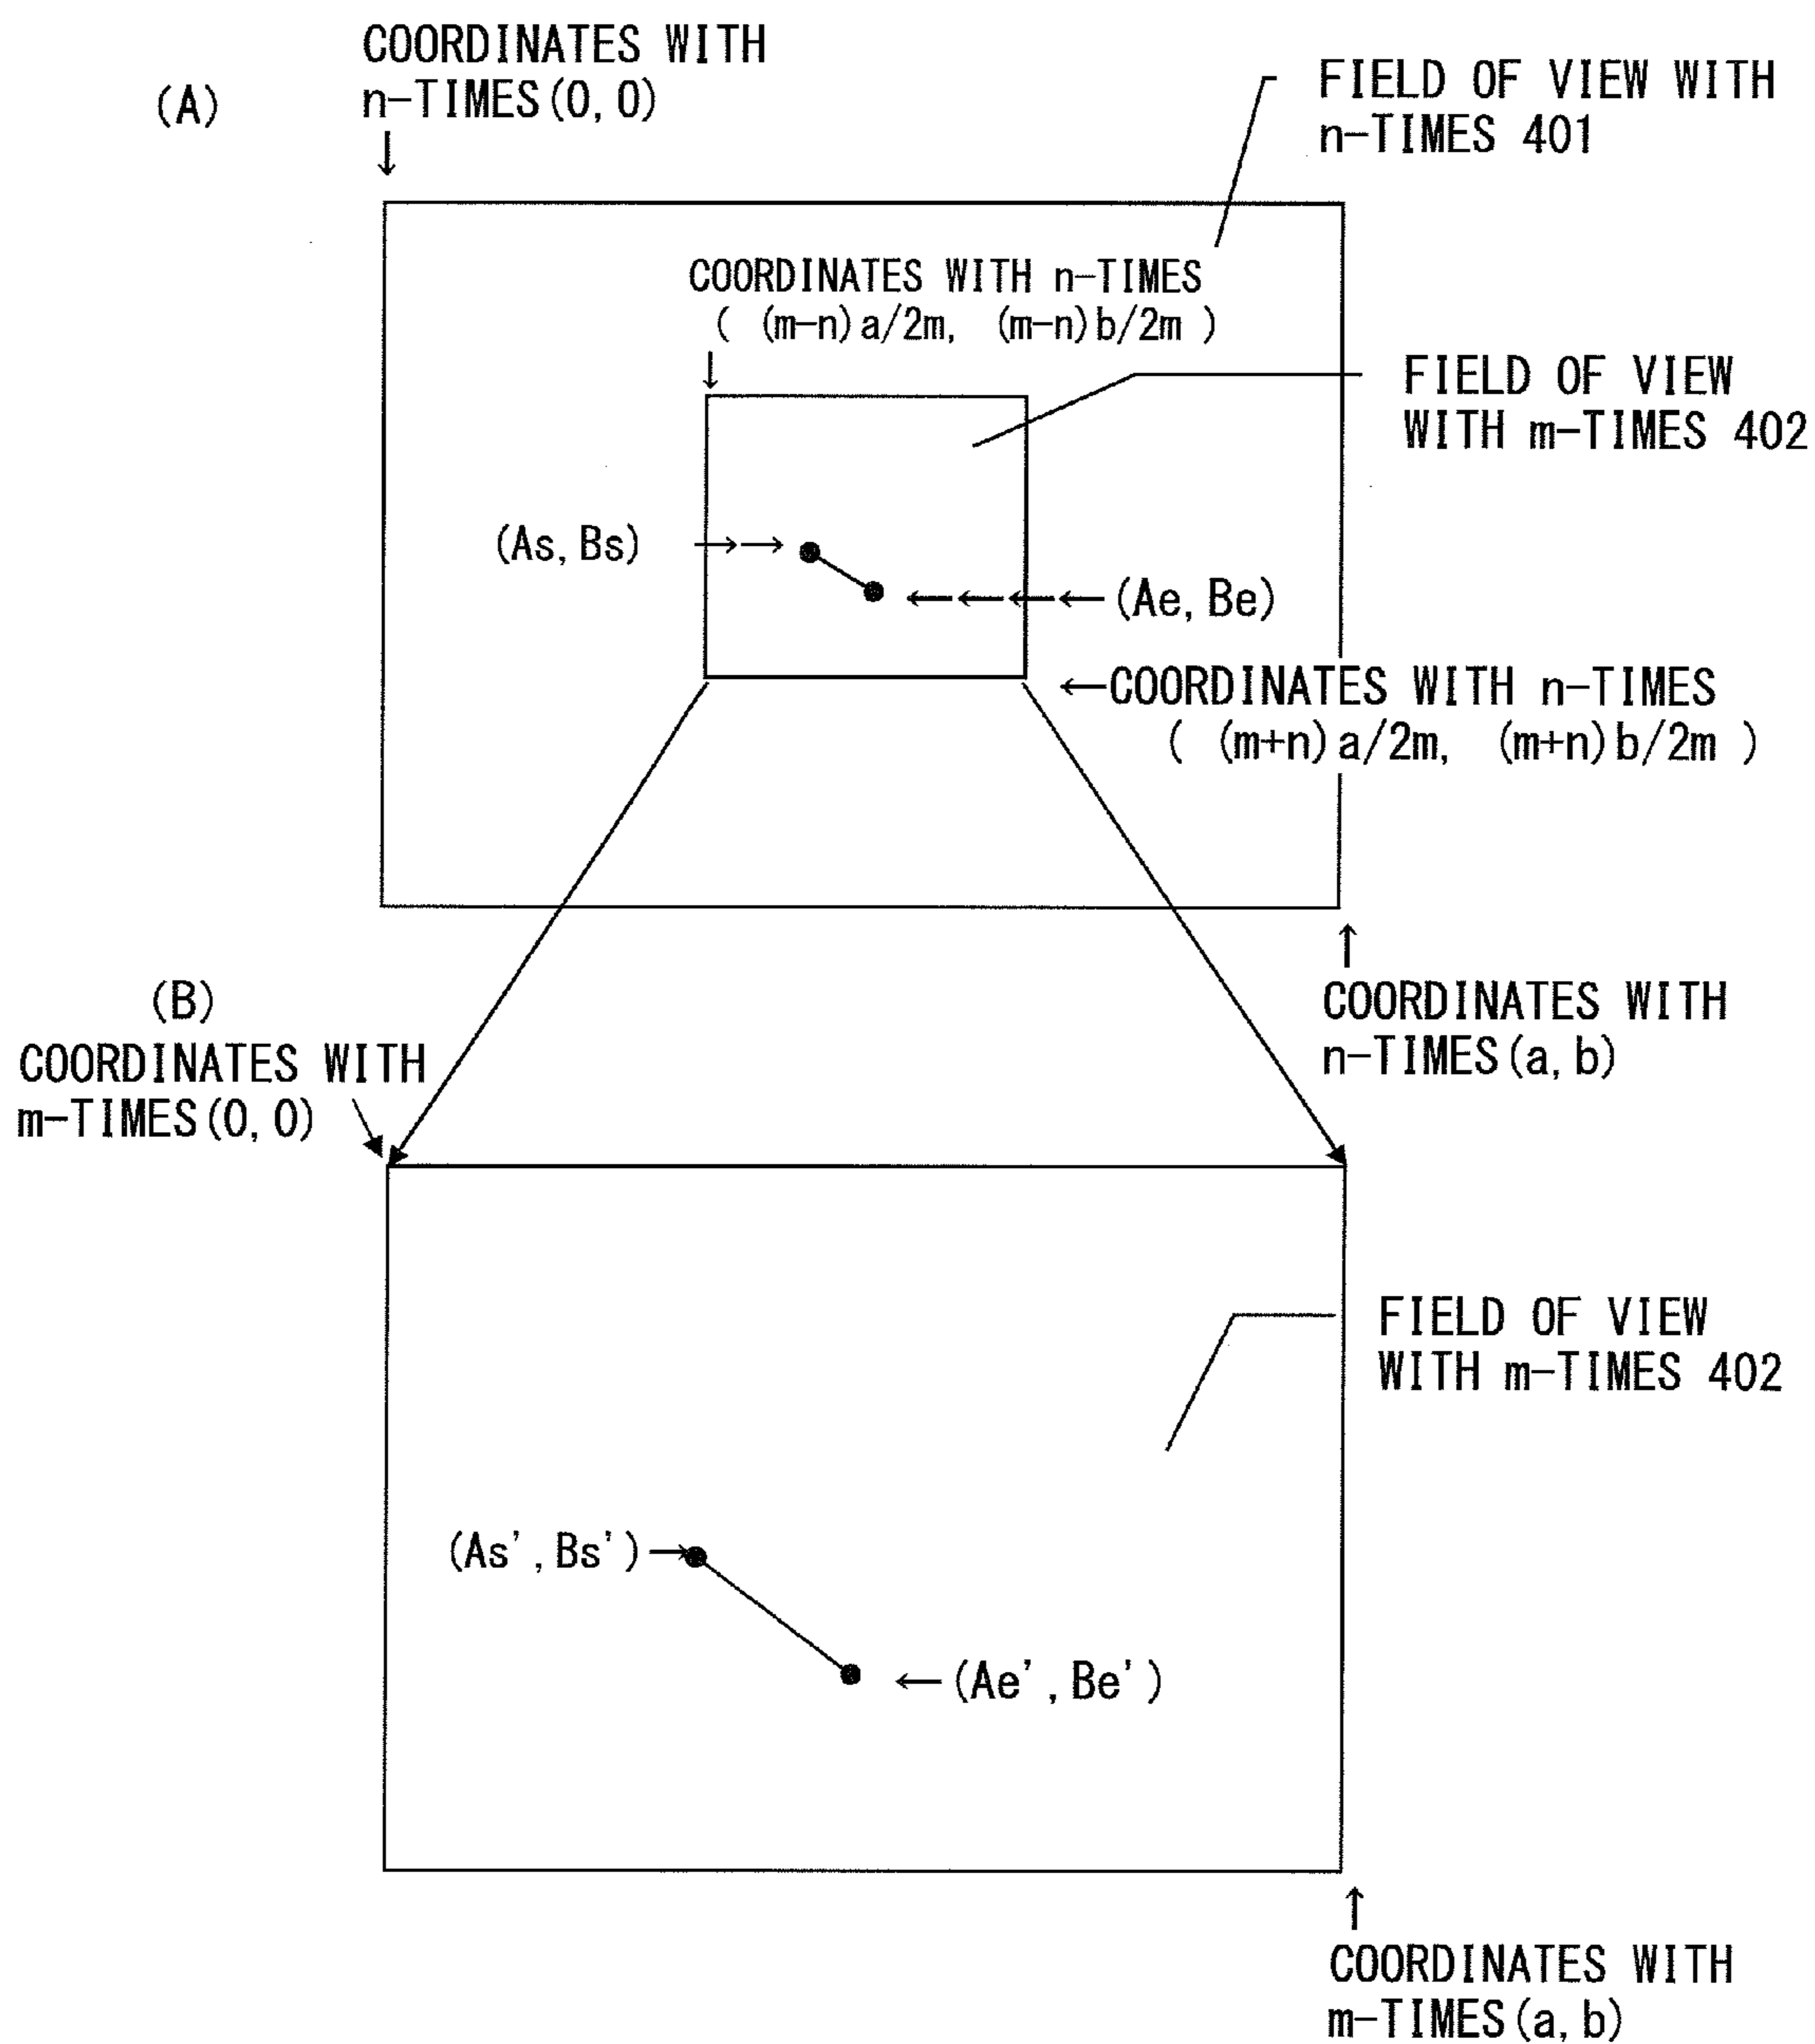 (A)
COORDINATES WITH
n-TIMES(0,0)
FIELD OF VIEW WITH
n-TIMES 401
COORDINATES WITH n-TIMES
( (m-n)a/2m, (m-n)b/2m )
FIELD OF VIEW
WITH m-TIMES 402
(As,Bs)
(Ae,Be)
COORDINATES WITH n-TIMES
( (m+n)a/2m, (m+n)b/2m )
COORDINATES WITH
n-TIMES(a,b)
(B)
COORDINATES WITH
m-TIMES(0,0)
FIELD OF VIEW
WITH m-TIMES 402
(As',Bs')
(Ae',Be')
COORDINATES WITH
m-TIMES(a,b)